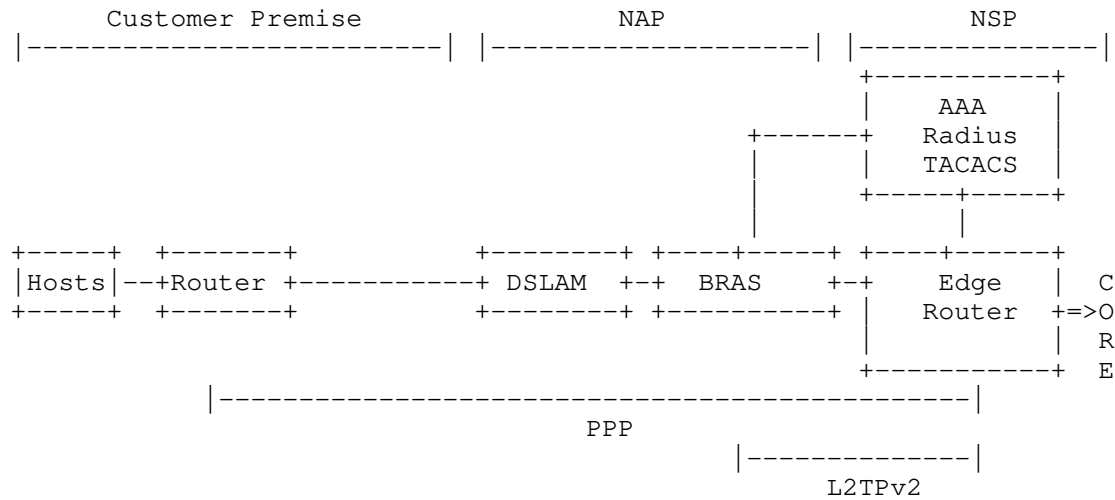 Customer Premise NAP NSP
|--------------------------| |--------------------| |---------------|
+-----------+
| AAA |
+------+ Radius |
| | TACACS |
| +-----+-----+
| |
+-----+ +-------+ +--------+ +----+-----+ +----+------+
|Hosts|--+Router +-----------+ DSLAM +-+ BRAS +-+ Edge | C
+-----+ +-------+ +--------+ +----------+ | Router +=>O
| | R
+-----------+ E
|-----------------------------------------------|
PPP
|--------------|
L2TPv2